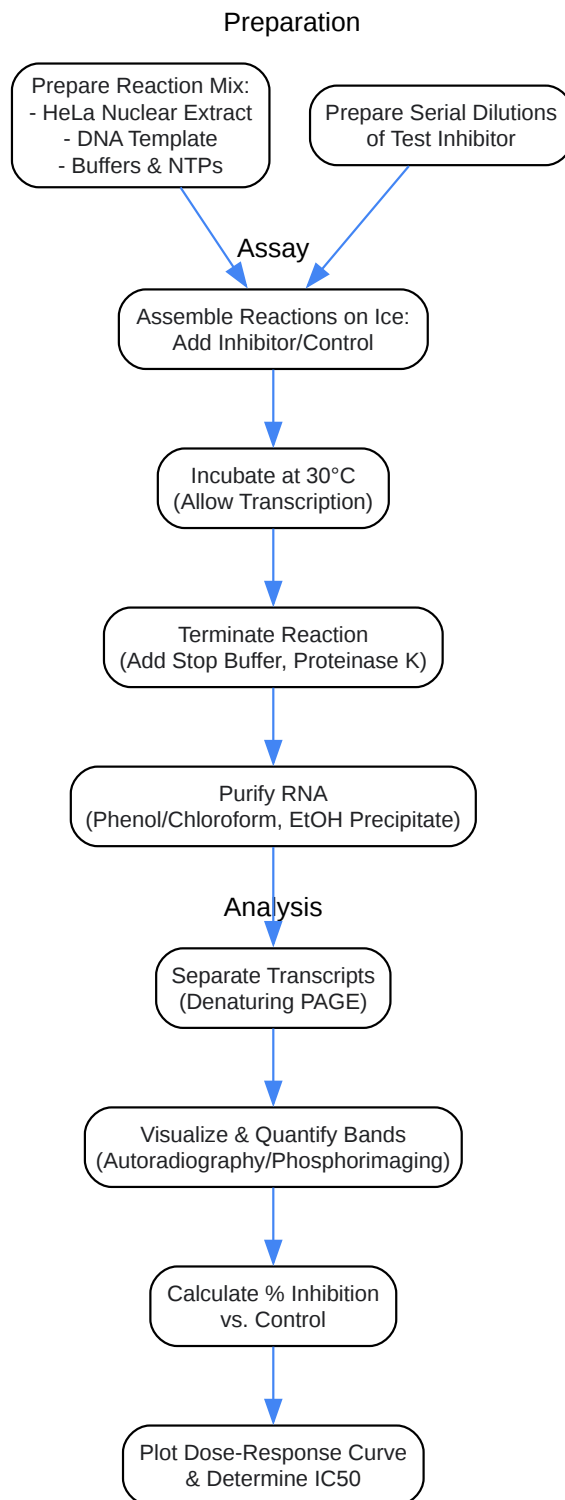 Preparation
Prepare Reaction Mix:
- HeLa Nuclear Extract
- DNA Template
- Buffers & NTPs
Prepare Serial Dilutions
of Test Inhibitor
Assay
Assemble Reactions on Ice:
Add Inhibitor/Control
Incubate at 30°C
(Allow Transcription)
Terminate Reaction
(Add Stop Buffer, Proteinase K)
Purify RNA
(Phenol/Chloroform, EtOH Precipitate)
Analysis
Separate Transcripts
(Denaturing PAGE)
Visualize & Quantify Bands
(Autoradiography/Phosphorimaging)
Calculate % Inhibition
vs. Control
Plot Dose-Response Curve
& Determine IC50